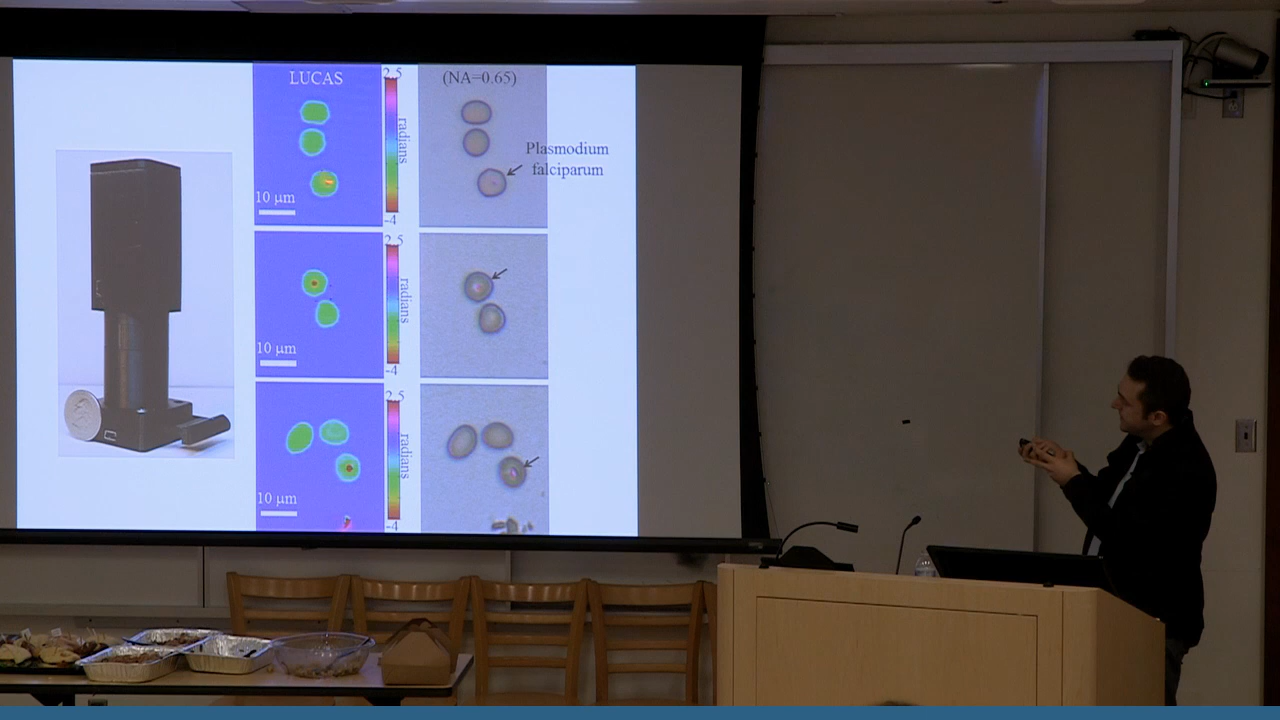 LUCAS
2.5
(NA=0.65)
radians
Plasmodium
falciparum
10 μm
-4
2.5
radians
10 μm
-4
2.5
radians
10 μm
-4